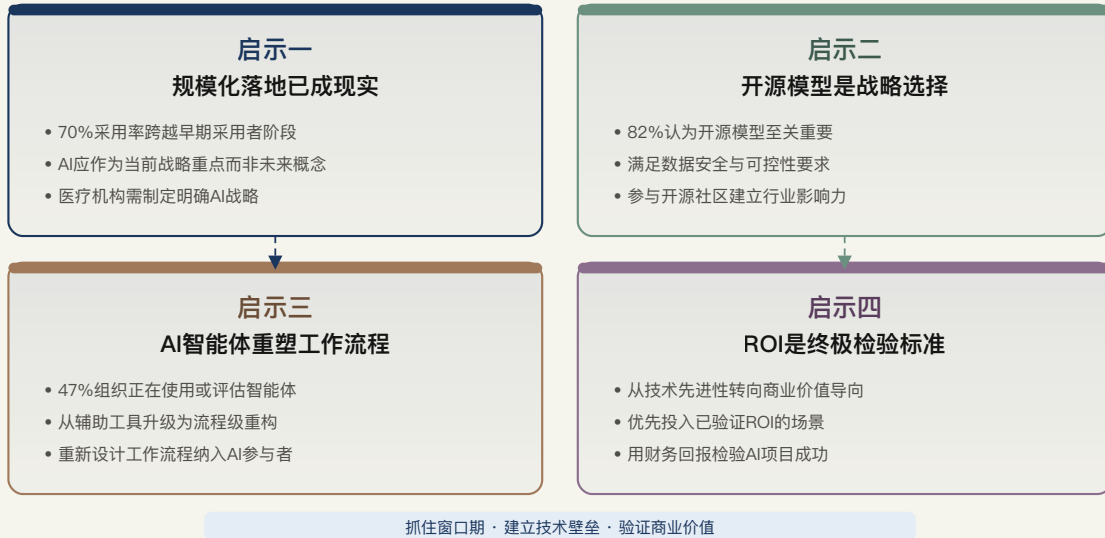 启示一
规模化落地已成现实
• 70%采用率跨越早期采用者阶段
• AI应作为当前战略重点而非未来概念
• 医疗机构需制定明确AI战略
启示二
开源模型是战略选择
• 82%认为开源模型至关重要
• 满足数据安全与可控性要求
• 参与开源社区建立行业影响力
启示三
AI智能体重塑工作流程
• 47%组织正在使用或评估智能体
• 从辅助工具升级为流程级重构
• 重新设计工作流程纳入AI参与者
启示四
ROI是终极检验标准
• 从技术先进性转向商业价值导向
• 优先投入已验证ROI的场景
• 用财务回报检验AI项目成功
抓住窗口期 · 建立技术壁垒 · 验证商业价值